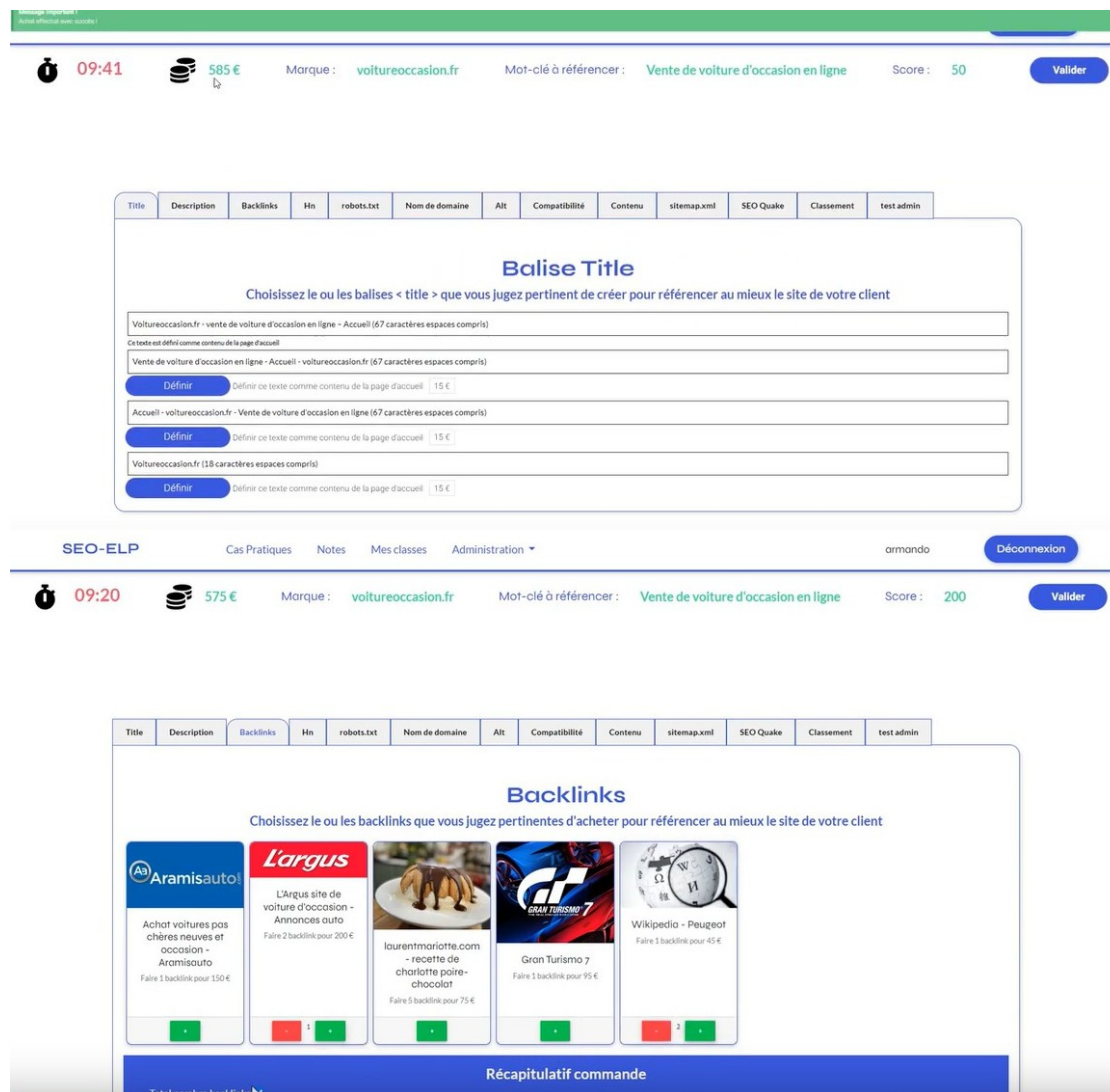 Message important !
Achat effectué avec succès !
09:41 585 € Marque : voitureoccasion.fr Mot-clé à référencer : Vente de voiture d'occasion en ligne Score : 50 Valider
Title Description Backlinks Hn robots.txt Nom de domaine Alt Compatibilité Contenu sitemap.xml SEO Quake Classement test admin
Balise Title
Choisissez le ou les balises < title > que vous jugez pertinent de créer pour référencer au mieux le site de votre client
Voitureoccasion.fr - vente de voiture d'occasion en ligne – Accueil (67 caractères espaces compris)
Ce texte est défini comme contenu de la page d'accueil
Vente de voiture d'occasion en ligne - Accueil - voitureoccasion.fr (67 caractères espaces compris)
Définir Définir ce texte comme contenu de la page d'accueil 15 €
Accueil - voitureoccasion.fr - Vente de voiture d'occasion en ligne (67 caractères espaces compris)
Définir Définir ce texte comme contenu de la page d'accueil 15 €
Voitureoccasion.fr (18 caractères espaces compris)
Définir Définir ce texte comme contenu de la page d'accueil 15 €
SEO-ELP Cas Pratiques Notes Mes classes Administration armando Déconnexion
09:20 575 € Marque : voitureoccasion.fr Mot-clé à référencer : Vente de voiture d'occasion en ligne Score : 200 Valider
Title Description Backlinks Hn robots.txt Nom de domaine Alt Compatibilité Contenu sitemap.xml SEO Quake Classement test admin
Backlinks
Choisissez le ou les backlinks que vous jugez pertinentes d'acheter pour référencer au mieux le site de votre client
Aa Aramisauto
Achat voitures pas
chères neuves et
occasion -
Aramisauto
Faire 1 backlink pour 150 €
+
L'argus
L'Argus site de
voiture d'occasion -
Annonces auto
Faire 2 backlink pour 200 €
- 1 +
laurentmariotte.com
- recette de
charlotte poire-
chocolat
Faire 5 backlink pour 75 €
+
GT
GRAN TURISMO 7
Gran Turismo 7
Faire 1 backlink pour 95 €
+
Wikipedia - Peugeot
Faire 1 backlink pour 45 €
- 2 +
Récapitulatif commande